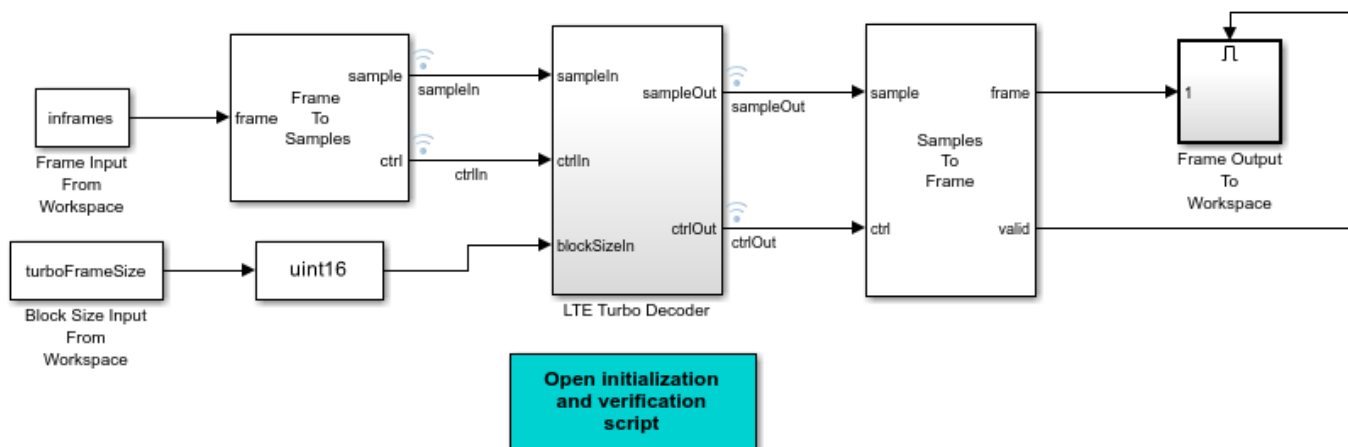 inframes
Frame Input
From
Workspace
turboFrameSize
Block Size Input
From
Workspace
uint16
frame
Frame
To
Samples
sample
ctrl
sampleIn
ctrlIn
sampleIn
ctrlIn
blockSizeIn
sampleOut
ctrlOut
LTE Turbo Decoder
sampleOut
ctrlOut
sample
ctrl
Samples
To
Frame
frame
valid
1
Frame Output
To
Workspace
Open initialization
and verification
script